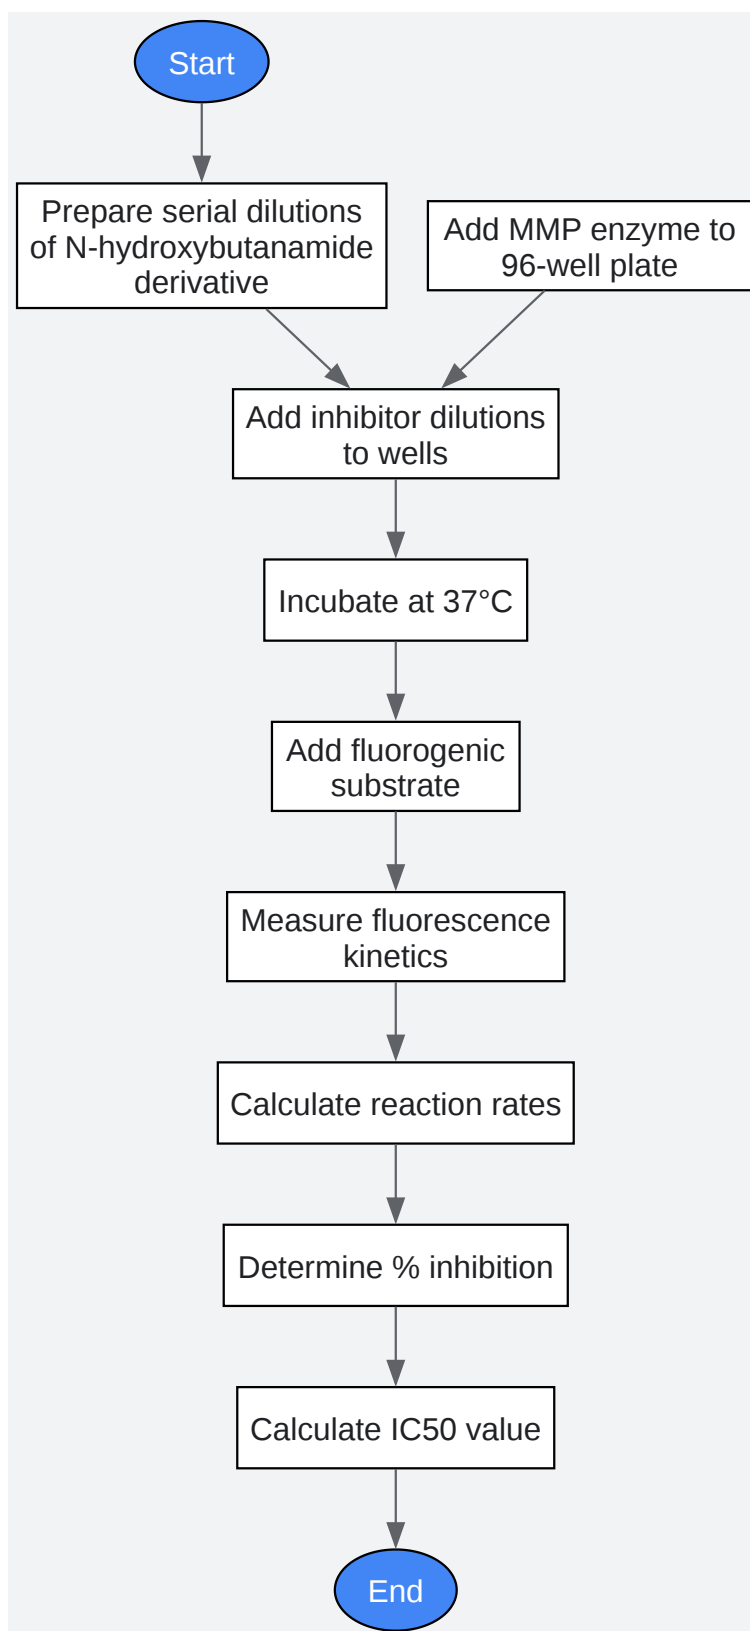 Start
Prepare serial dilutions
of N-hydroxybutanamide
derivative
Add MMP enzyme to
96-well plate
Add inhibitor dilutions
to wells
Incubate at 37°C
Add fluorogenic
substrate
Measure fluorescence
kinetics
Calculate reaction rates
Determine % inhibition
Calculate IC50 value
End